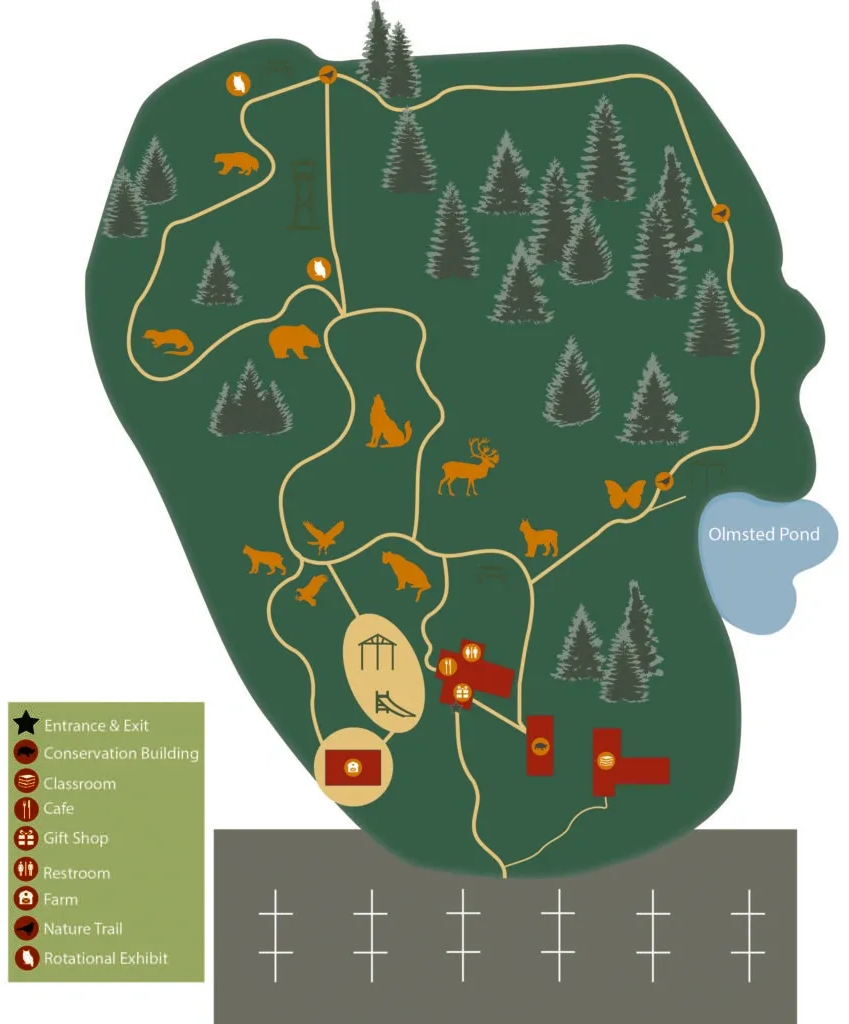 Olmsted Pond
Entrance & Exit
Conservation Building
Classroom
Cafe
Gift Shop
Restroom
Farm
Nature Trail
Rotational Exhibit